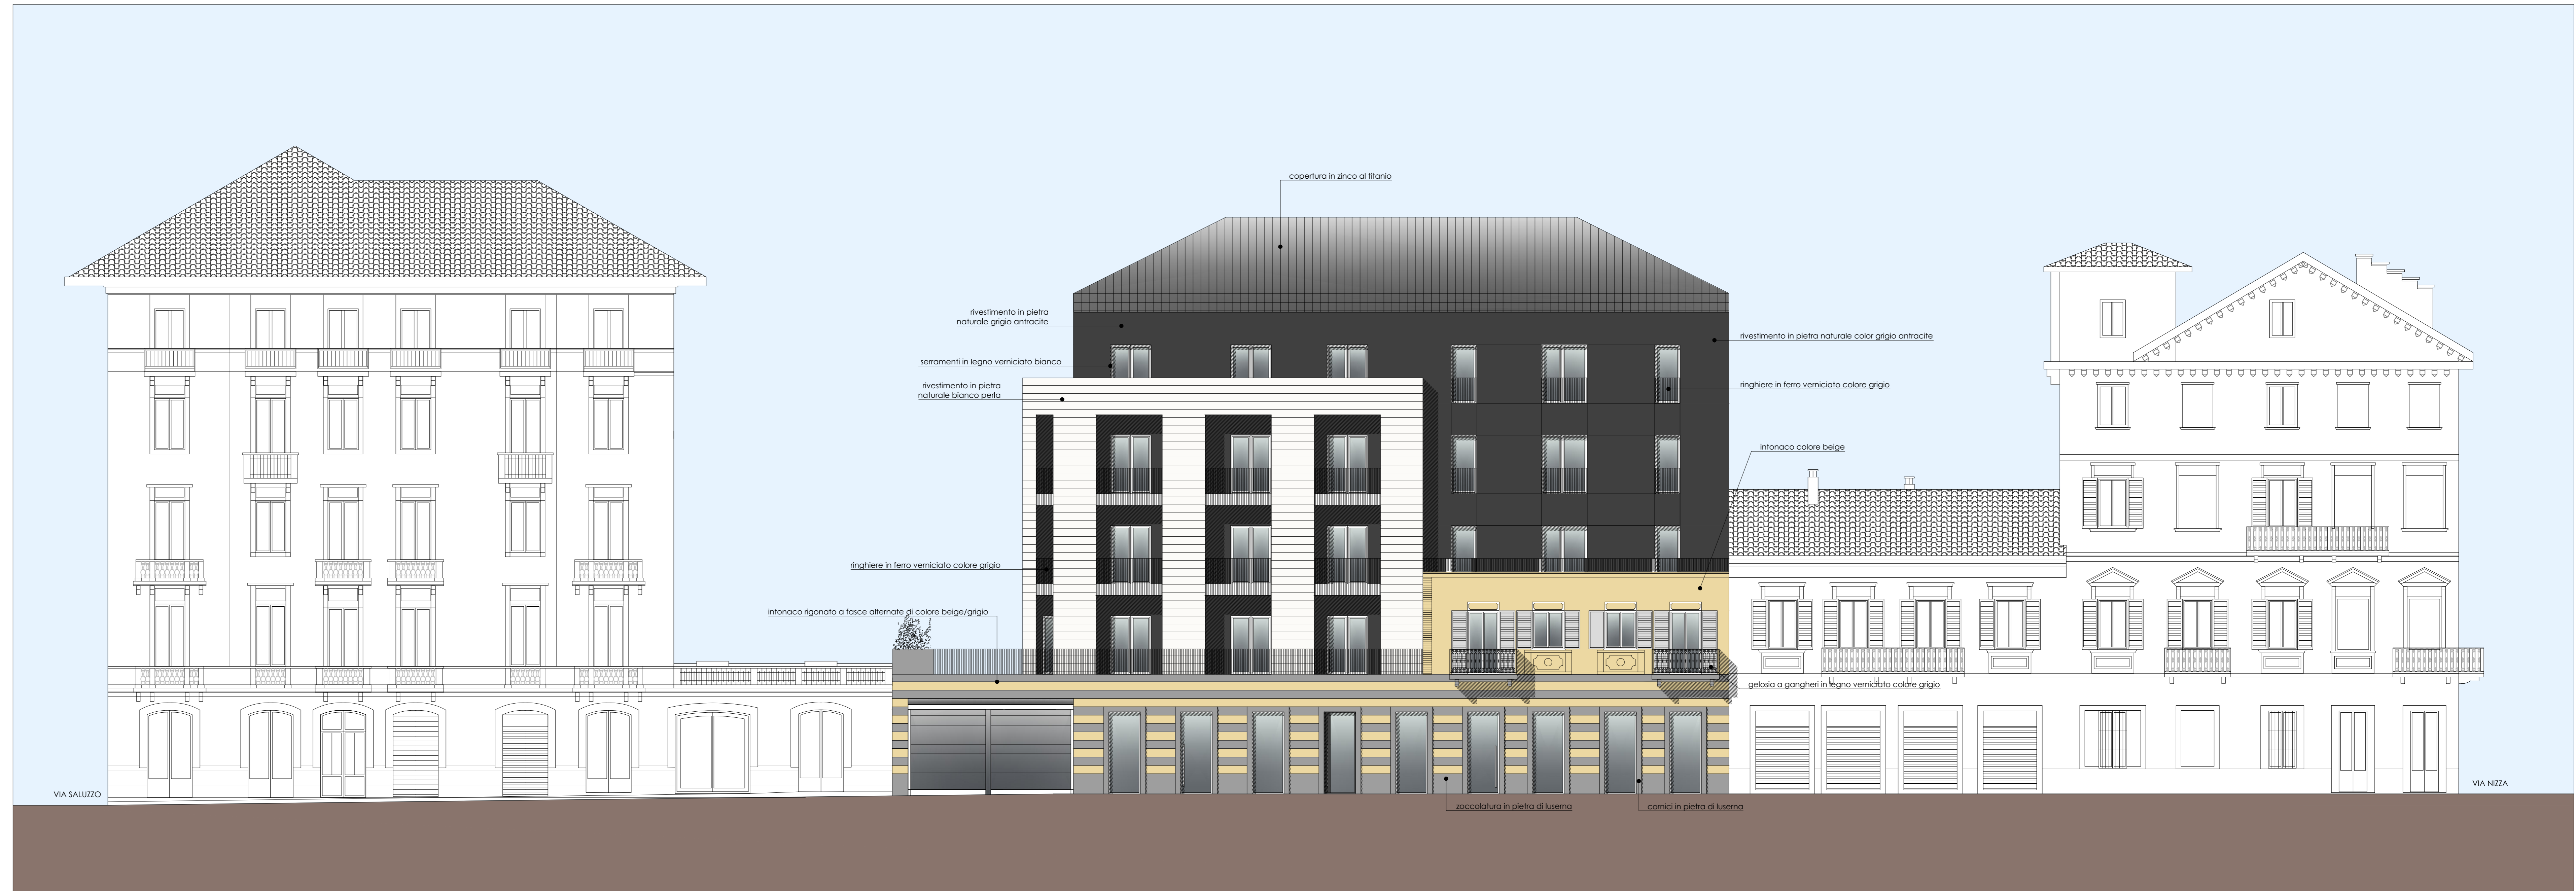 copertura in zinco al titanio
rivestimento in pietra
naturale grigio antracite
rivestimento in pietra naturale color grigio antracite
serramenti in legno verniciato bianco
rivestimento in pietra
naturale bianco perla
ringhiere in ferro verniciato colore grigio
intonaco colore beige
ringhiere in ferro verniciato colore grigio
intonaco rigonato a fasce alternate di colore beige/grigio
gelosia a gangheri in legno verniciato colore grigio
VIA SALUZZO
VIA NIZZA
zoccolatura in pietra di luserna
cornici in pietra di luserna